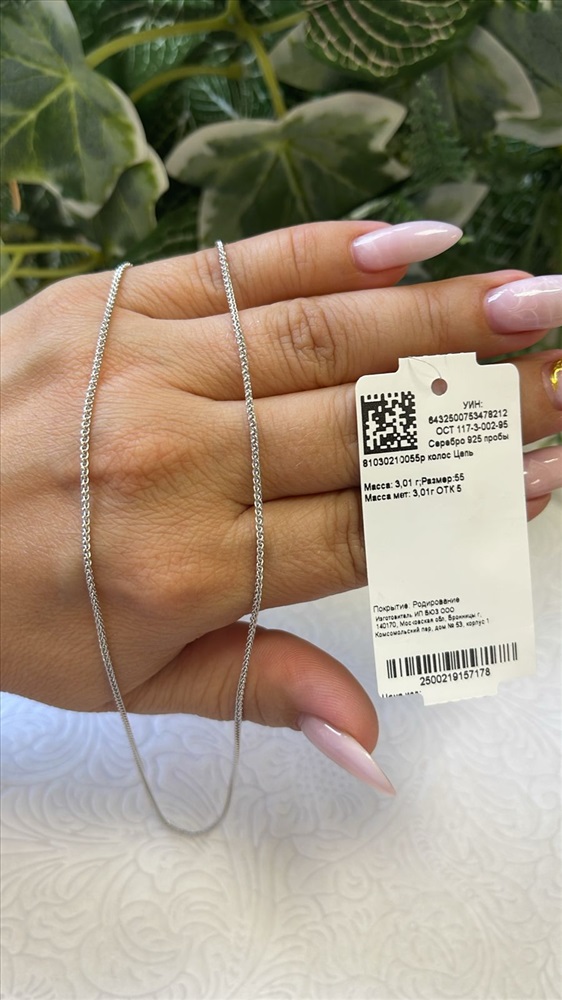 УИН:
6432500753478212
ОСТ 117-3-002-95
Серебро 925 пробы
81030210055р колос Цепь
Масса: 3,01 г;Размер:55
Масса мет: 3,01г ОТК 5
Покрытие: Родирование
Изготовитель ИП БЮЗ ООО
140170, Московская обл, Бронницы г,
Комсомольский пер, дом № 53, корпус 1
2500219157178